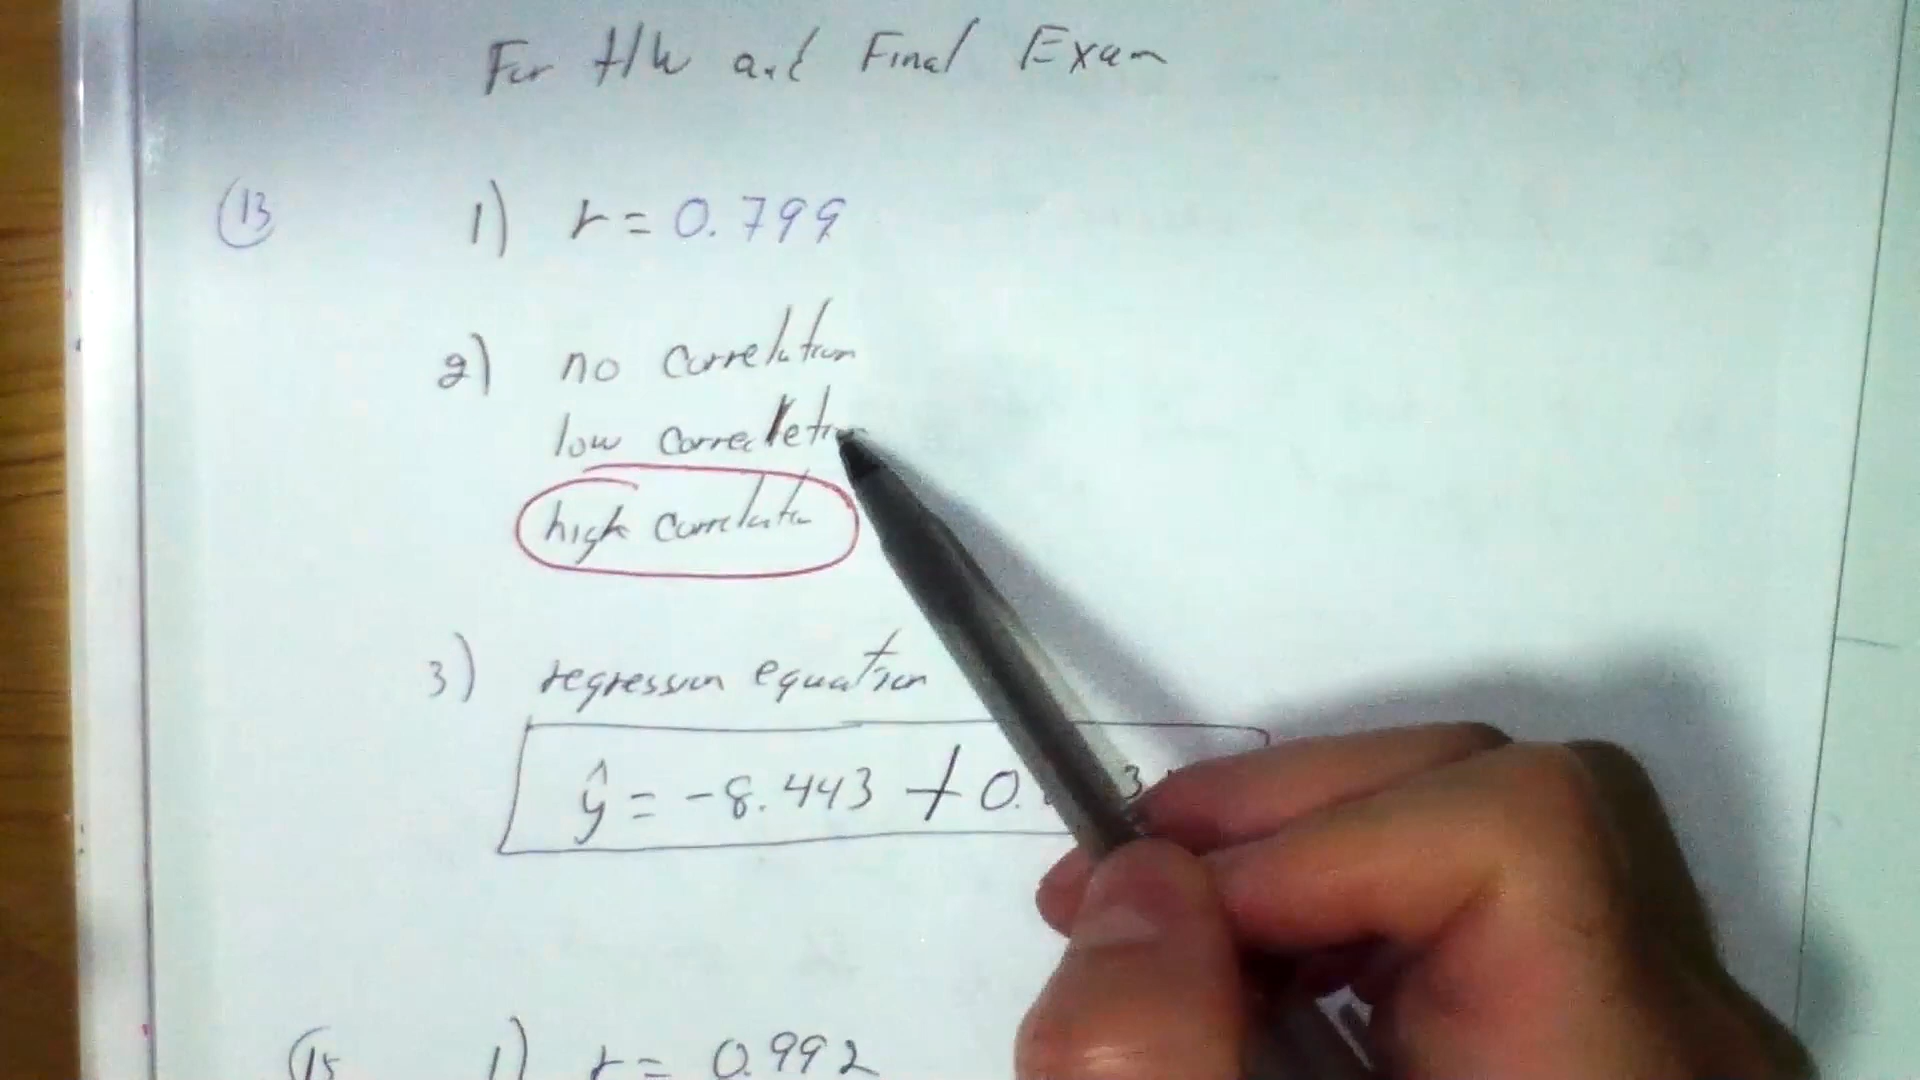 For H/W and Final Exam
13
1) r = 0.799
2) no correlation
low correlation
high correlation
3) regression equation
ŷ = -8.443 + 0. 3
15 1) r = 0.992